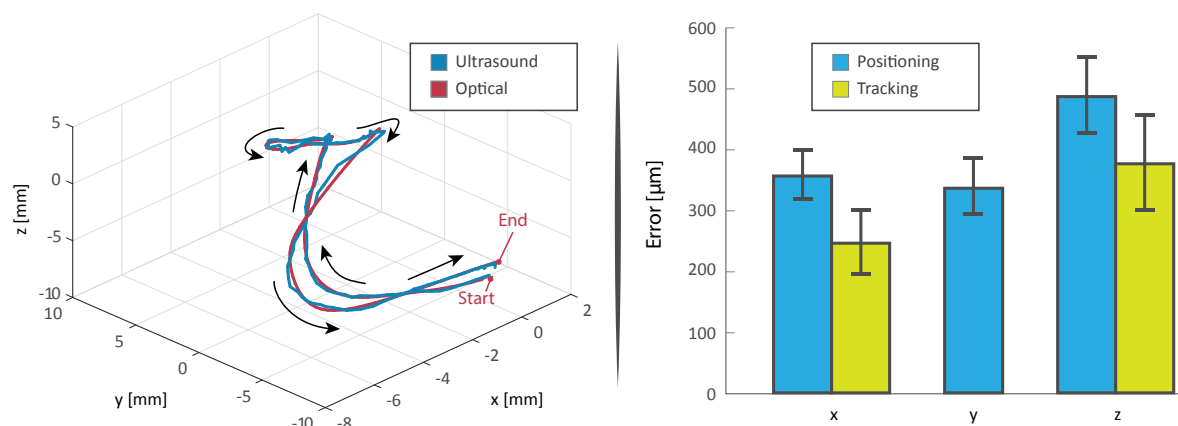 Ultrasound
Optical
5
0
-5
-10
z [mm]
10
5
0
-5
-10
y [mm]
-8
-6
-4
-2
0
2
x [mm]
End
Start
600
500
400
300
200
100
0
Error [µm]
Positioning
Tracking
x
y
z